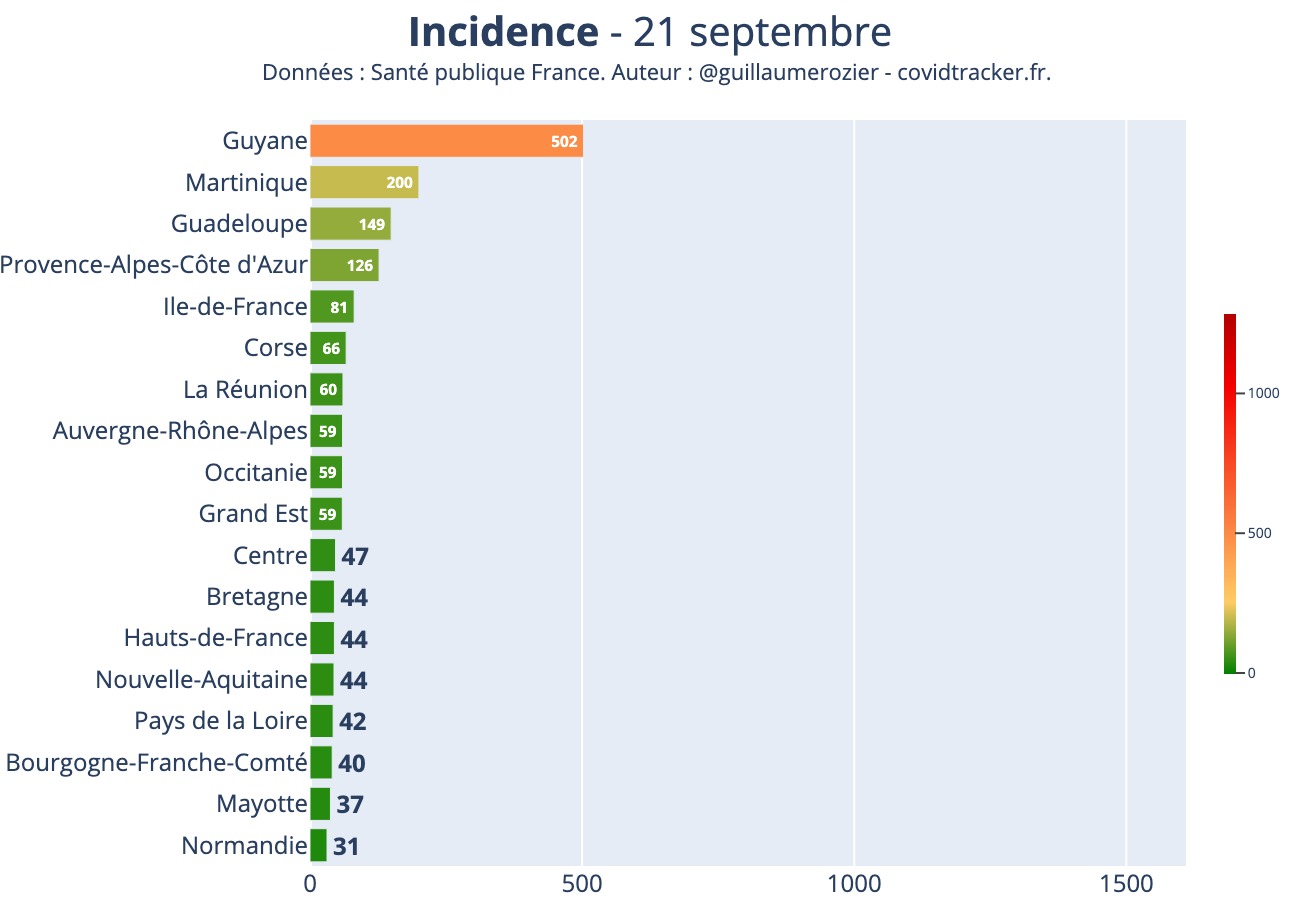 Incidence - 21 septembre
Données : Santé publique France. Auteur : @guillaumerozier - covidtracker.fr.
Guyane 502
Martinique 200
Guadeloupe 149
Provence-Alpes-Côte d'Azur 126
Ile-de-France 81
Corse 66
La Réunion 60
Auvergne-Rhône-Alpes 59
Occitanie 59
Grand Est 59
Centre 47
Bretagne 44
Hauts-de-France 44
Nouvelle-Aquitaine 44
Pays de la Loire 42
Bourgogne-Franche-Comté 40
Mayotte 37
Normandie 31
0 500 1000 1500
1000
500
0